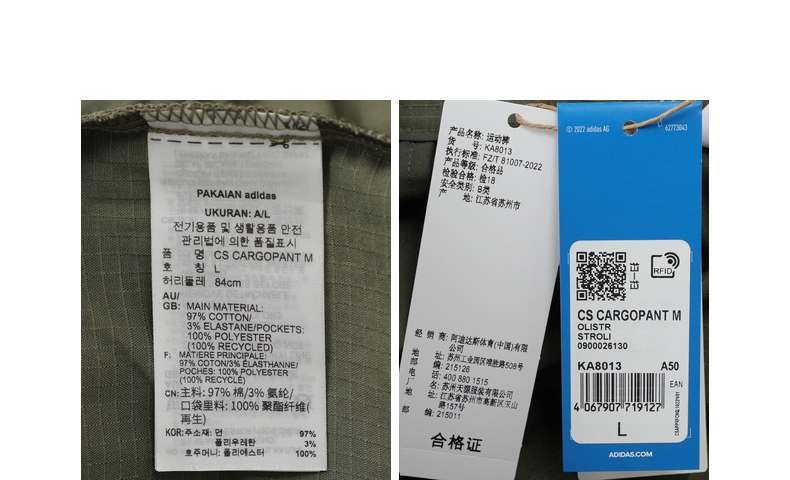 PAKAIAN adidas
UKURAN: A/L
전기용품 및 생활용품 안전
관리법에 의한 품질표시
품 명 CS CARGOPANT M
호 칭 L
허리둘레 84cm
AU/
GB: MAIN MATERIAL:
97% COTTON/
3% ELASTANE/POCKETS:
100% POLYESTER
(100% RECYCLED)
F: MATIERE PRINCIPALE:
97% COTON/3% ÉLASTHANNE/
POCHES: 100% POLYESTER
(100% RECYCLÉ)
CN: 主料: 97% 棉/3% 氨纶/
口袋里料: 100% 聚酯纤维(
再生)
KOR: 주소재: 면 97%
폴리우레탄 3%
호주머니: 폴리에스터 100%
产品名称: 运动裤
货 号: KA8013
执行标准: FZ/T 81007-2022
产品等级: 合格品
检验合格: 检18
安全类别: B类
产 地: 江苏省苏州市
经 销 商: 阿迪达斯体育(中国)有限
公司
地 址: 苏州工业园区唯胜路508号
邮 编: 215126
电 话: 400 880 1515
厂 名: 苏州天源服装有限公司
地 址: 江苏省苏州市高新区玉山
路157号
邮 编: 215011
合格证
© 2022 adidas AG
62773043
RFID
CS CARGOPANT M
OLISTR
STROLI
0900026130
KA8013 A50
EAN
4 067907 719127
L
ADIDAS.COM